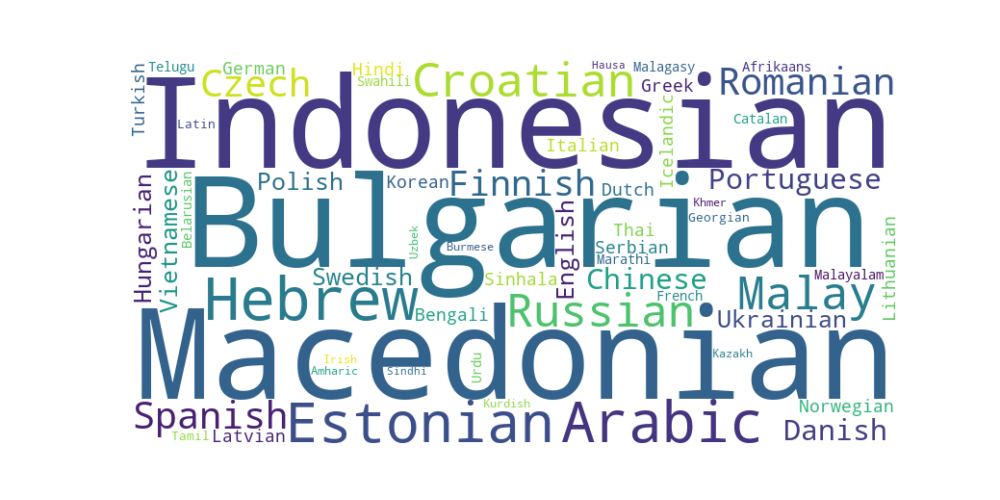 Telugu
German
Hindi
Hausa
Malagasy
Afrikaans
Turkish
Czech
Swahili
Croatian
Greek
Romanian
Indonesian
Latin
Italian
Icelandic
Catalan
Hungarian
Vietnamese
Belarusian
Polish
Korean
Finnish
Dutch
Portuguese
Khmer
Georgian
Bulgarian
Uzbek
Burmese
English
Thai
Serbian
Marathi
Lithuanian
Swedish
Sinhala
Chinese
Malayalam
Hebrew
Bengali
Russian
French
Malay
Ukrainian
Macedonian
Irish
Amharic
Sindhi
Urdu
Kazakh
Spanish
Tamil
Latvian
Estonian
Kurdish
Arabic
Norwegian
Danish